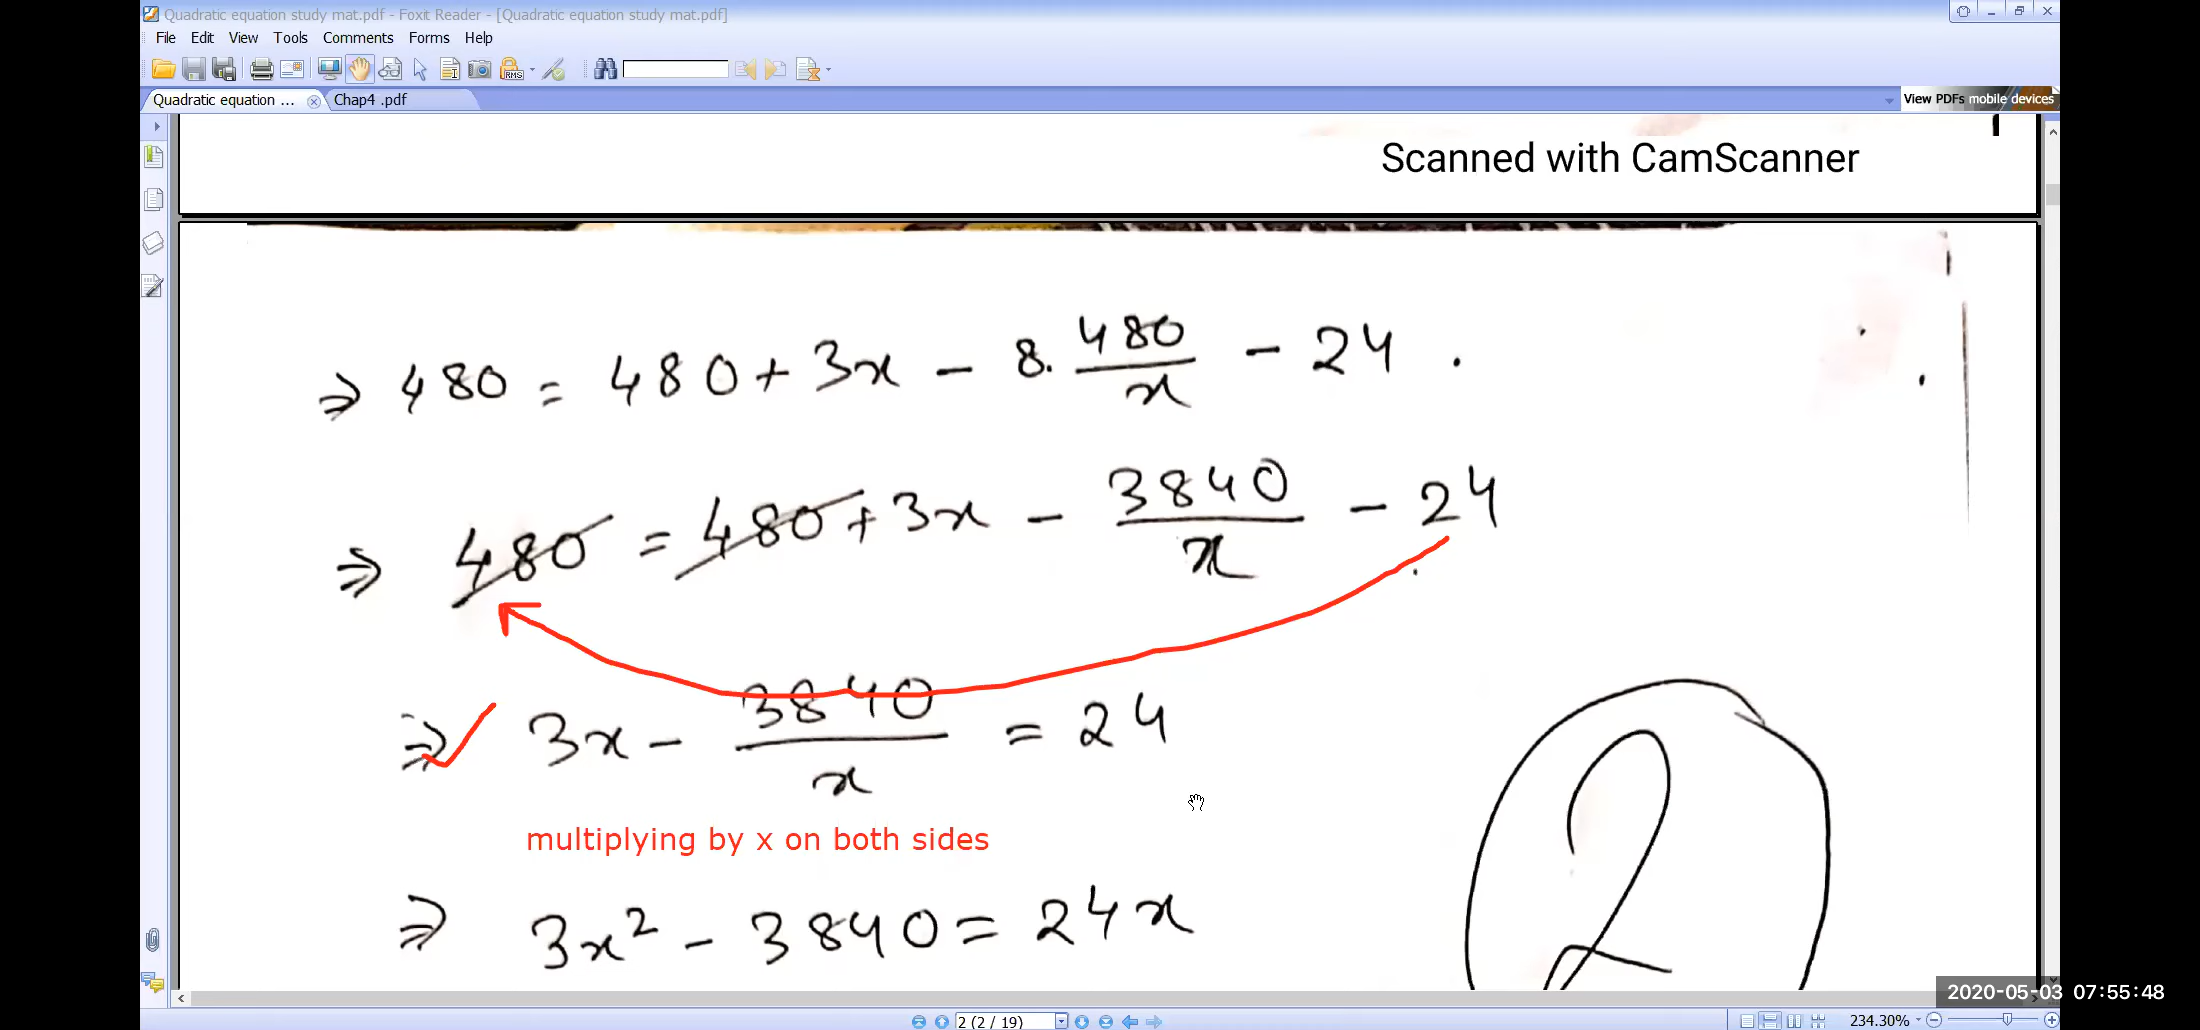 Quadratic equation study mat.pdf - Foxit Reader - [Quadratic equation study mat.pdf]
File Edit View Tools Comments Forms Help
RMS
Quadratic equation ... Chap4 .pdf
View PDFs mobile devices
Scanned with CamScanner
⇒ 480 = 480 + 3x - 8. 480/x - 24 .
⇒ 480 = 480 + 3x - 3840/x - 24
⇒ 3x - 3840/x = 24
multiplying by x on both sides
⇒ 3x² - 3840 = 24x
2
2020-05-03 07:55:48
2 (2 / 19)
234.30%